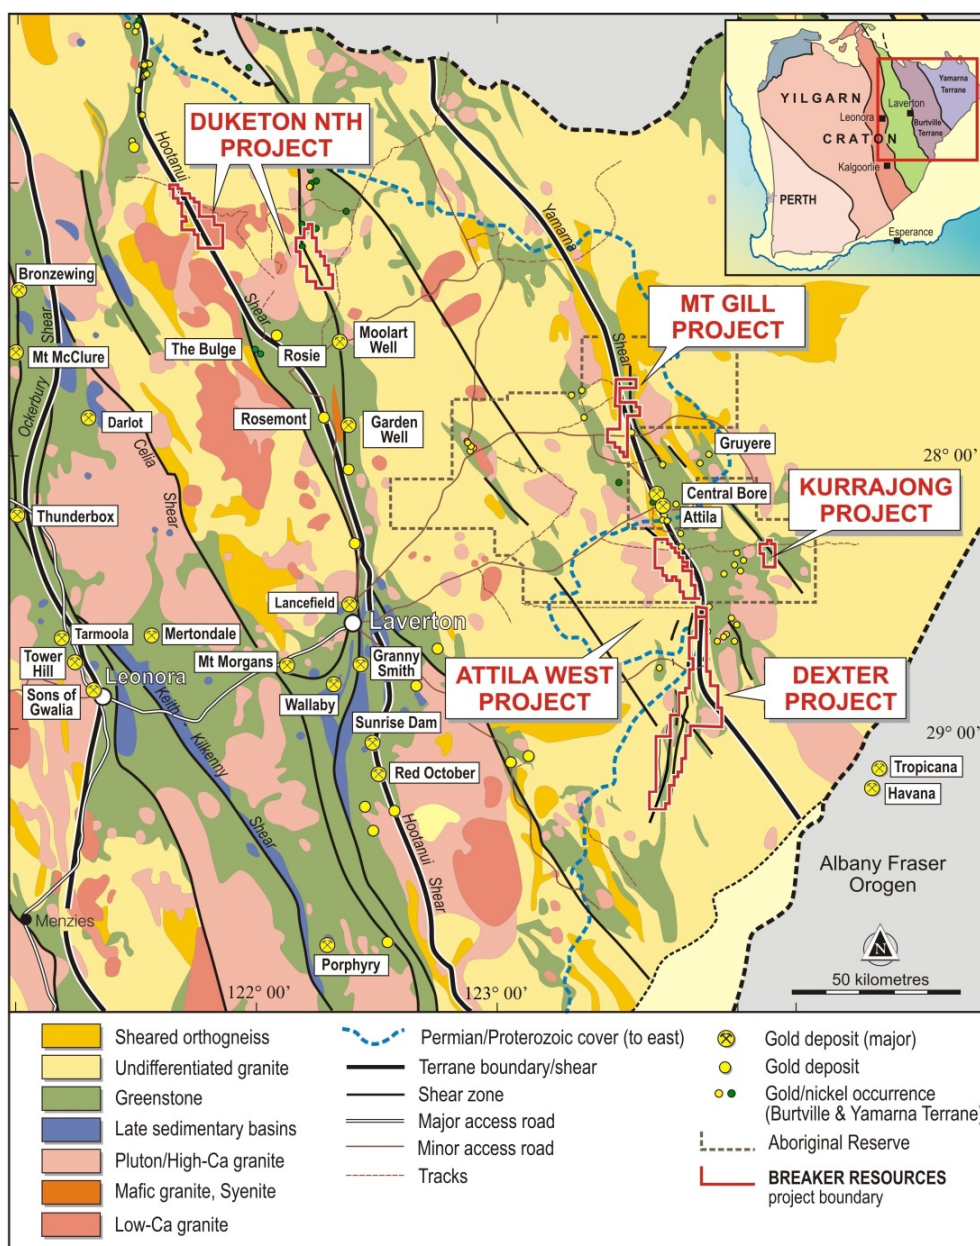 YILGARN
CRATON
Leonora
Laverton
Burtville
Terrane
Yamarna
Terrane
Kalgoorlie
PERTH
Esperance
DUKETON NTH
PROJECT
Hootanui
Shear
Yamarna
Shear
MT GILL
PROJECT
Bronzewing
Shear
Mt McClure
Ockerbury
The Bulge
Rosie
Moolart
Well
Darlot
Celia
Shear
Rosemont
Garden
Well
Gruyere
28° 00'
Thunderbox
Central Bore
Attila
KURRAJONG
PROJECT
Lancefield
Laverton
Tarmoola
Mertondale
Tower
Hill
Mt Morgans
Granny
Smith
Leonora
Sons of
Gwalia
Keith
Kilkenny
Shear
Wallaby
ATTILA WEST
PROJECT
DEXTER
PROJECT
Sunrise Dam
29° 00'
Red October
Tropicana
Havana
Hootanui
Shear
Albany Fraser
Orogen
Menzies
Porphyry
N
122° 00'
123° 00'
50 kilometres
Sheared orthogneiss
Undifferentiated granite
Greenstone
Late sedimentary basins
Pluton/High-Ca granite
Mafic granite, Syenite
Low-Ca granite
Permian/Proterozoic cover (to east)
Terrane boundary/shear
Shear zone
Major access road
Minor access road
Tracks
Gold deposit (major)
Gold deposit
Gold/nickel occurrence
(Burtville & Yamarna Terrane)
Aboriginal Reserve
BREAKER RESOURCES
project boundary